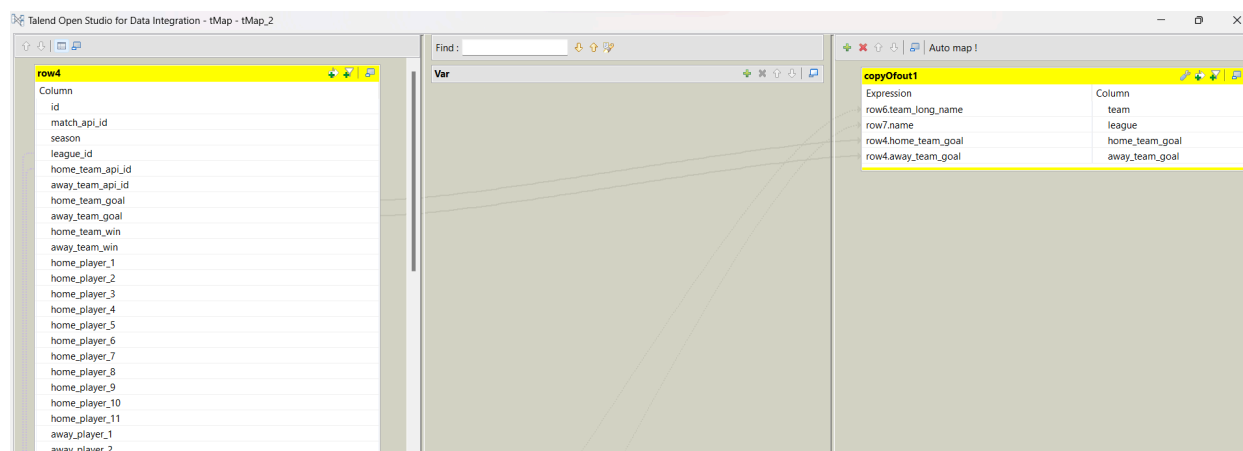 Talend Open Studio for Data Integration - tMap - tMap_2
Find :
Auto map !
row4
Column
id
match_api_id
season
league_id
home_team_api_id
away_team_api_id
home_team_goal
away_team_goal
home_team_win
away_team_win
home_player_1
home_player_2
home_player_3
home_player_4
home_player_5
home_player_6
home_player_7
home_player_8
home_player_9
home_player_10
home_player_11
away_player_1
away_player_2
Var
copyOfout1
Expression Column
row6.team_long_name team
row7.name league
row4.home_team_goal home_team_goal
row4.away_team_goal away_team_goal